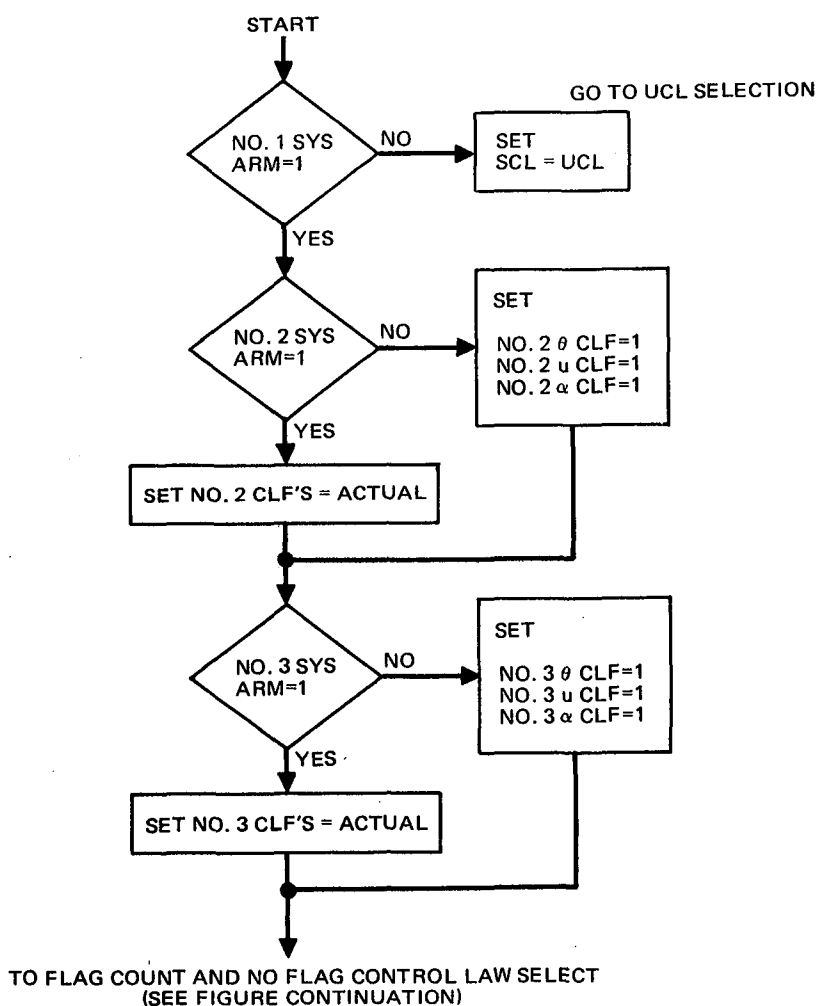 START
GO TO UCL SELECTION
NO. 1 SYS
ARM=1
NO
SET
SCL = UCL
YES
NO. 2 SYS
ARM=1
NO
SET
NO. 2 θ CLF=1
NO. 2 u CLF=1
NO. 2 α CLF=1
YES
SET NO. 2 CLF'S = ACTUAL
NO. 3 SYS
ARM=1
NO
SET
NO. 3 θ CLF=1
NO. 3 u CLF=1
NO. 3 α CLF=1
YES
SET NO. 3 CLF'S = ACTUAL
TO FLAG COUNT AND NO FLAG CONTROL LAW SELECT
(SEE FIGURE CONTINUATION)